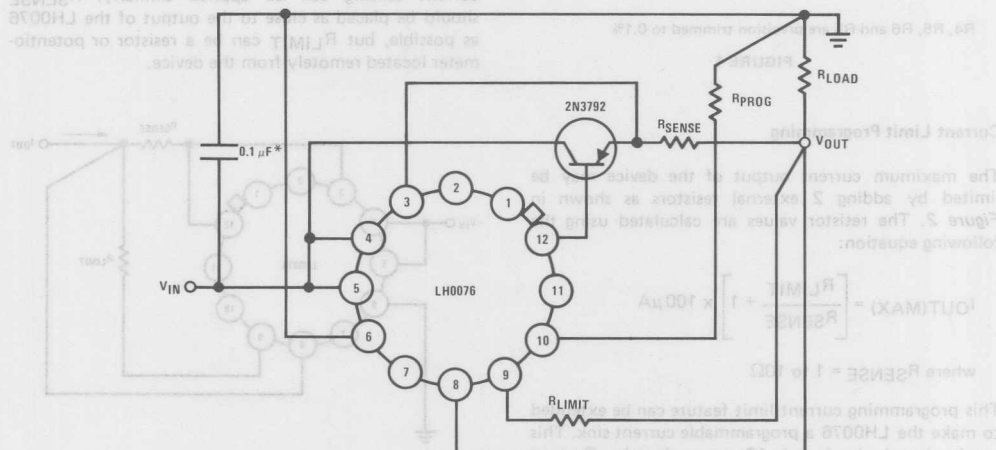 should be placed as close to the output of the LH0076
as possible, but RLIMIT can be a resistor or potentio-
meter located remotely from the device.
R4, R5, R6 and R7 are precision trimmed to 0.1%
FIGURE
RLOAD
RPROG
2N3792
RSENSE
VOUT
0.1 μF*
Current Limit Programming
The maximum current output of the device may be
limited by adding 2 external resistors as shown in
Figure 2. The resistor values are calculated using the
following equation:
3
2
1
4
12
VIN
5
LH0076
11
IOUT(MAX) = [RLIMIT / RSENSE + 1] x 100μA
6
10
7
8
9
where RSENSE = 1 to 10Ω
RLIMIT
This programming current limit feature can be extended
to make the LH0076 a programmable current sink. This